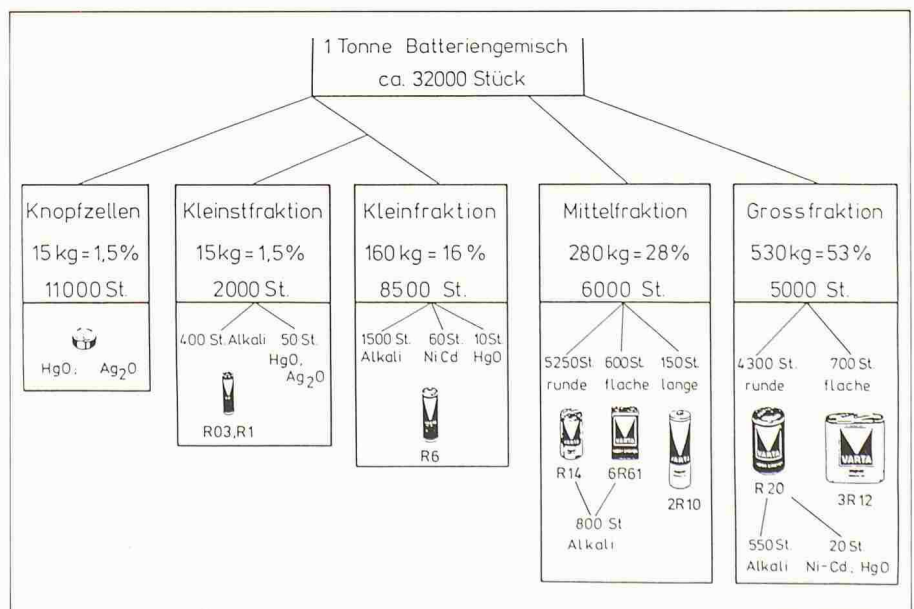 1 Tonne Batteriengemisch
ca. 32000 Stück
Knopfzellen
15 kg = 1,5 %
11000 St.
HgO; Ag₂O
Kleinstfraktion
15 kg = 1,5 %
2000 St.
400 St. Alkali
50 St.
HgO,
Ag₂O
R03, R1
Kleinfraktion
160 kg = 16 %
8500 St.
1500 St.
Alkali
60 St.
Ni Cd
10 St.
HgO
R6
Mittelfraktion
280 kg = 28 %
6000 St.
5250 St.
runde
600 St.
flache
150 St.
lange
VARTA
R14
6R61
2R10
800 St
Alkali
Grossfraktion
530 kg = 53 %
5000 St.
4300 St.
runde
700 St.
flache
VARTA
VARTA
R 20
3R12
550 St.
Alkali
20 St.
Ni-Cd, HgO